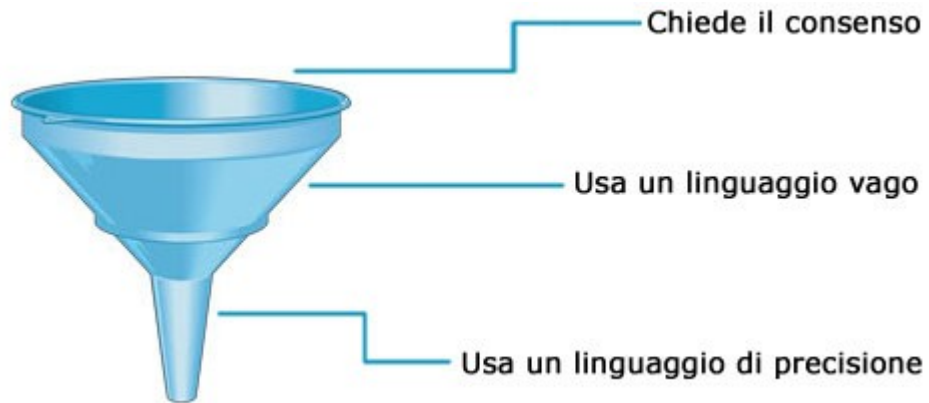 Chiede il consenso
Usa un linguaggio vago
Usa un linguaggio di precisione